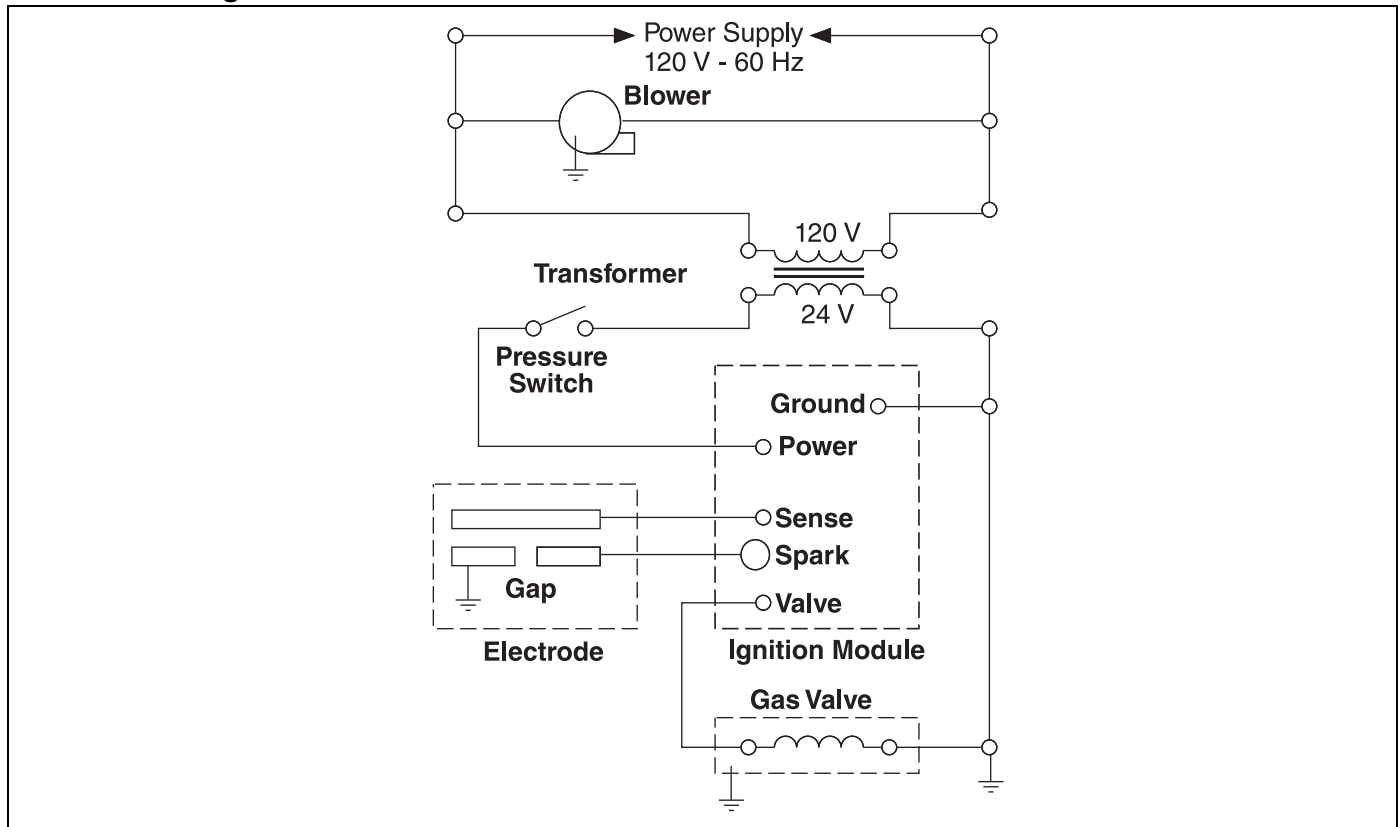 Power Supply
120 V - 60 Hz
Blower
120 V
Transformer
24 V
Pressure
Switch
Ground
Power
Sense
Spark
Gap
Valve
Electrode
Ignition Module
Gas Valve